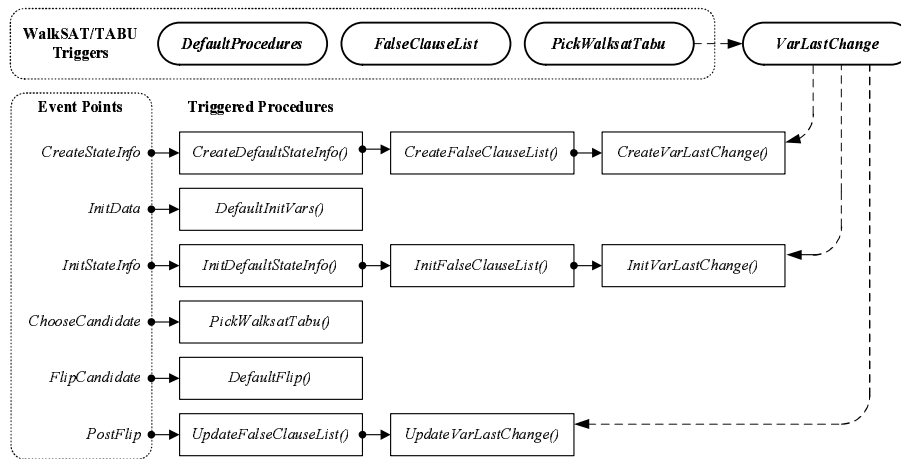 WalkSAT/TABU
Triggers
DefaultProcedures
FalseClauseList
PickWalksatTabu
VarLastChange
Event Points
Triggered Procedures
CreateStateInfo
CreateDefaultStateInfo()
CreateFalseClauseList()
CreateVarLastChange()
InitData
DefaultInitVars()
InitStateInfo
InitDefaultStateInfo()
InitFalseClauseList()
InitVarLastChange()
ChooseCandidate
PickWalksatTabu()
FlipCandidate
DefaultFlip()
PostFlip
UpdateFalseClauseList()
UpdateVarLastChange()